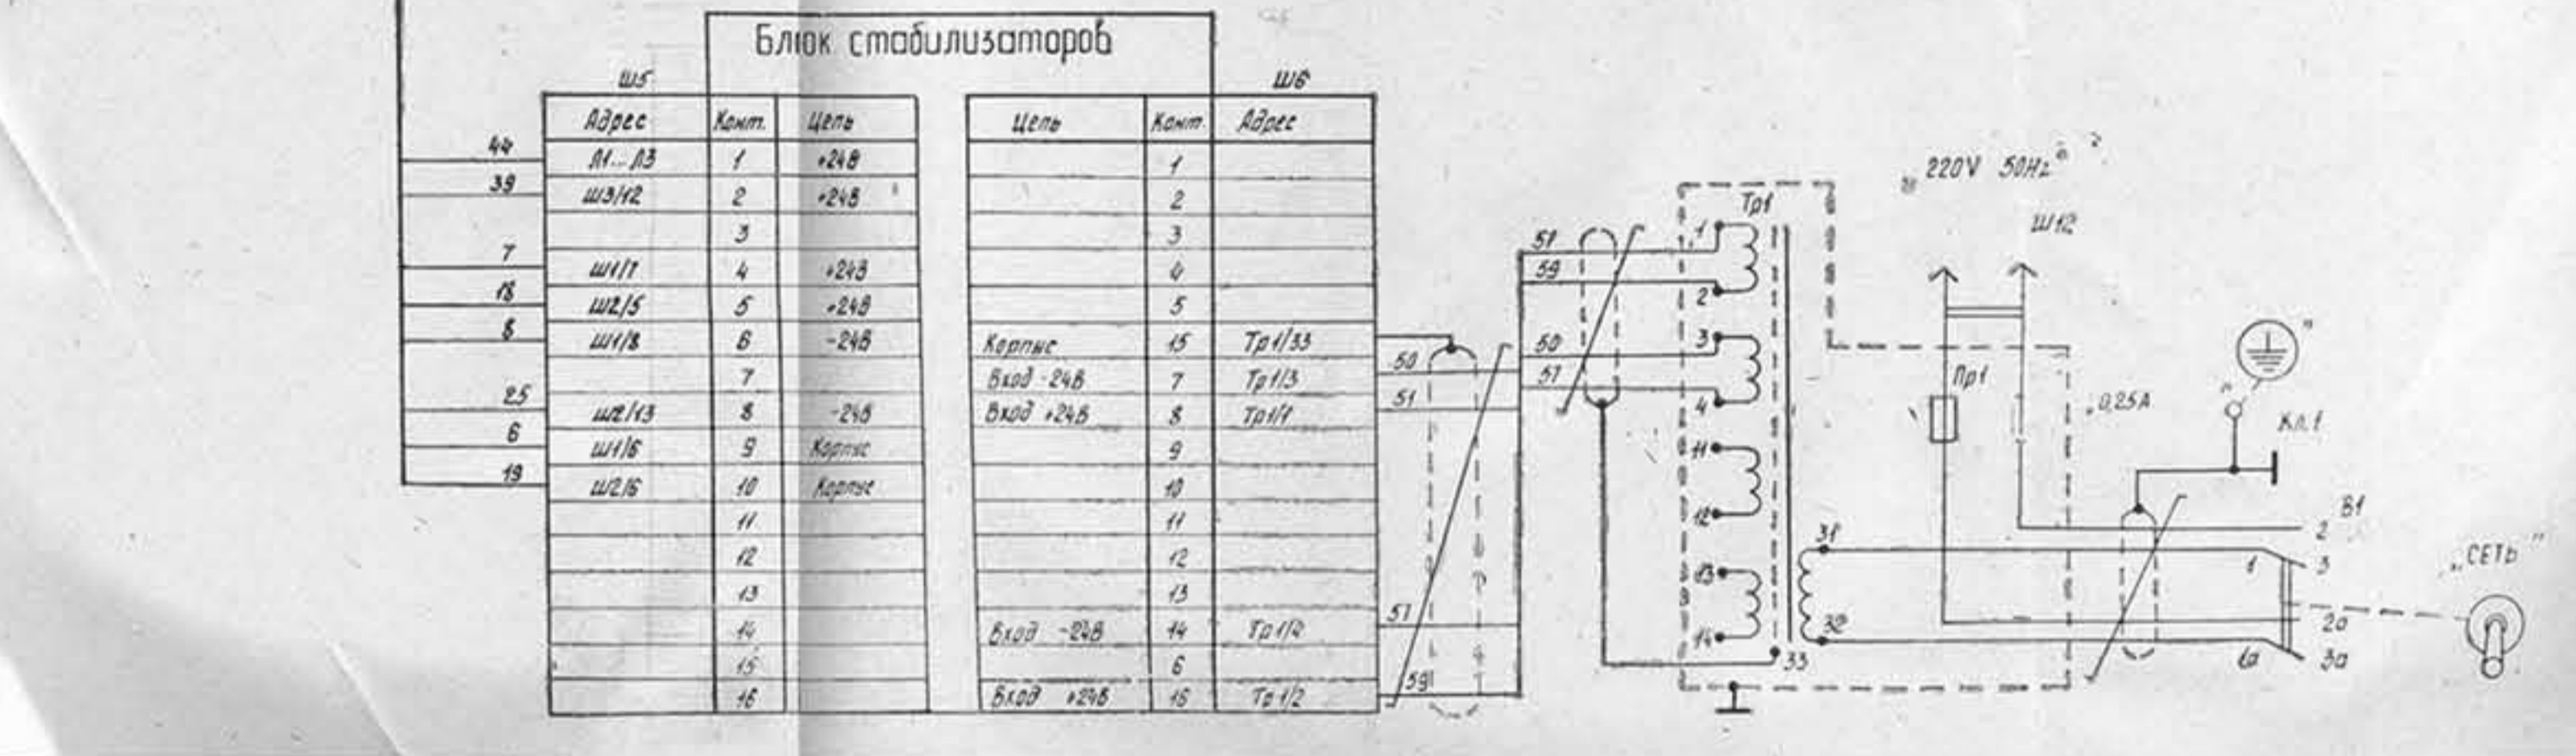 Блок стабилизаторов
Ш5
Адрес Конт. Цепь
44 Л1...Л3 1 +24В
39 Ш3/12 2 +24В
3
7 Ш1/7 4 +24В
18 Ш2/5 5 +24В
8 Ш1/8 6 -24В
7
25 Ш2/13 8 -24В
6 Ш1/6 9 Корпус
19 Ш2/6 10 Корпус
11
12
13
14
15
16
Ш6
Цепь Конт. Адрес
1
2
3
4
5
Корпус 15 Тр1/33
Вход -24В 7 Тр1/3 50
Вход +24В 8 Тр1/1 51
9
10
11
12
13
Вход -24В 14 Тр1/4 57
6
Вход +24В 16 Тр1/2 59
Тр1
51 1
59 2
50 3
57 4
11
12
13
14
33
31
32
„220V 50Hz"
Ш12
Пр1
„0,25А
Кл.1
В1
2
1 3
2а
1а 3а
„СЕТЬ"